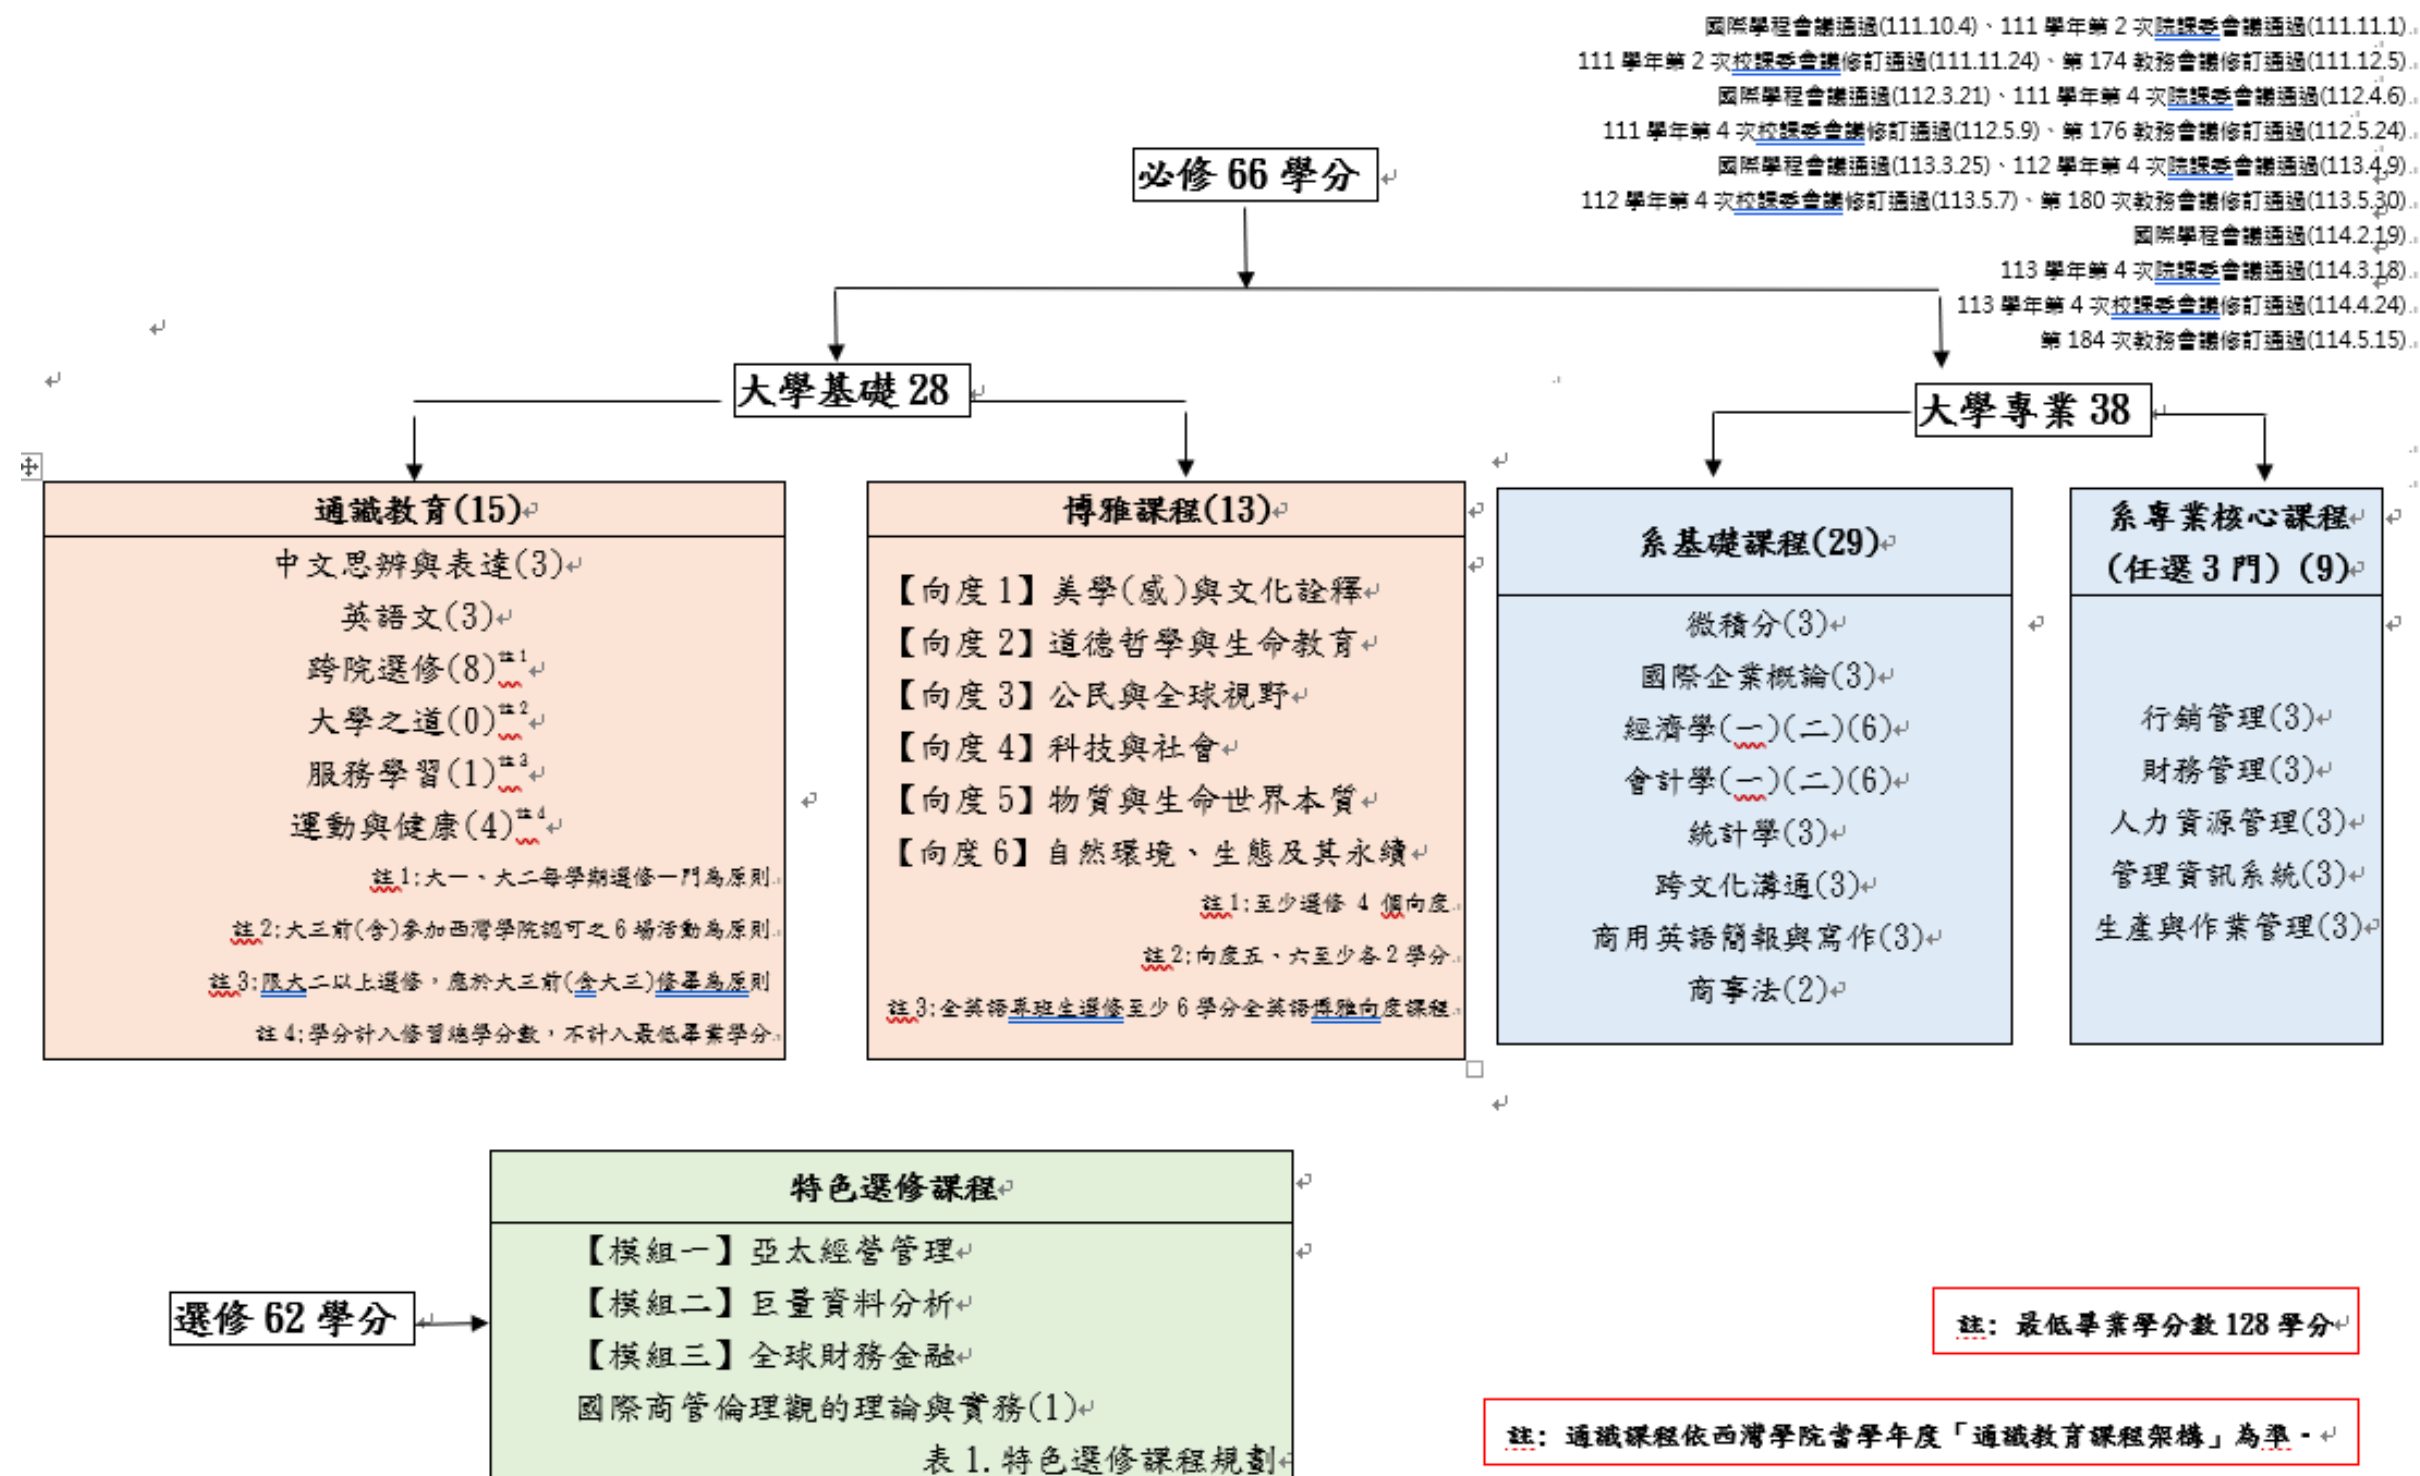 國際學程會議通過(111.10.4)、111 學年第 2 次院課委會議通過(111.11.1)
111 學年第 2 次校課委會議修訂通過(111.11.24)、第 174 教務會議修訂通過(111.12.5)
國際學程會議通過(112.3.21)、111 學年第 4 次院課委會議通過(112.4.6)
111 學年第 4 次校課委會議修訂通過(112.5.9)、第 176 教務會議修訂通過(112.5.24)
國際學程會議通過(113.3.25)、112 學年第 4 次院課委會議通過(113.4.9)
112 學年第 4 次校課委會議修訂通過(113.5.7)、第 180 次教務會議修訂通過(113.5.30)
國際學程會議通過(114.2.19)
113 學年第 4 次院課委會議通過(114.3.18)
113 學年第 4 次校課委會議修訂通過(114.4.24)
第 184 次教務會議修訂通過(114.5.15)
必修 66 學分
大學基礎 28
大學專業 38
通識教育(15)
中文思辨與表達(3)
英語文(3)
跨院選修(8)註1
大學之道(0)註2
服務學習(1)註3
運動與健康(4)註4
註1:大一、大二每學期選修一門為原則
註2:大三前(含)參加西灣學院認可之6場活動為原則
註3:限大二以上選修，應於大三前(含大三)修畢為原則
註4:學分計入修習總學分數，不計入最低畢業學分
博雅課程(13)
【向度 1】美學(感)與文化詮釋
【向度 2】道德哲學與生命教育
【向度 3】公民與全球視野
【向度 4】科技與社會
【向度 5】物質與生命世界本質
【向度 6】自然環境、生態及其永續
註1:至少選修 4 個向度
註2:向度五、六至少各2學分
註3:全英語專班生選修至少6學分全英語博雅向度課程
系基礎課程(29)
微積分(3)
國際企業概論(3)
經濟學(一)(二)(6)
會計學(一)(二)(6)
統計學(3)
跨文化溝通(3)
商用英語簡報與寫作(3)
商事法(2)
系專業核心課程
(任選 3 門) (9)
行銷管理(3)
財務管理(3)
人力資源管理(3)
管理資訊系統(3)
生產與作業管理(3)
選修 62 學分
特色選修課程
【模組一】亞太經營管理
【模組二】巨量資料分析
【模組三】全球財務金融
國際商管倫理觀的理論與實務(1)
表 1.特色選修課程規劃
註: 最低畢業學分數 128 學分
註: 通識課程依西灣學院當學年度「通識教育課程架構」為準。